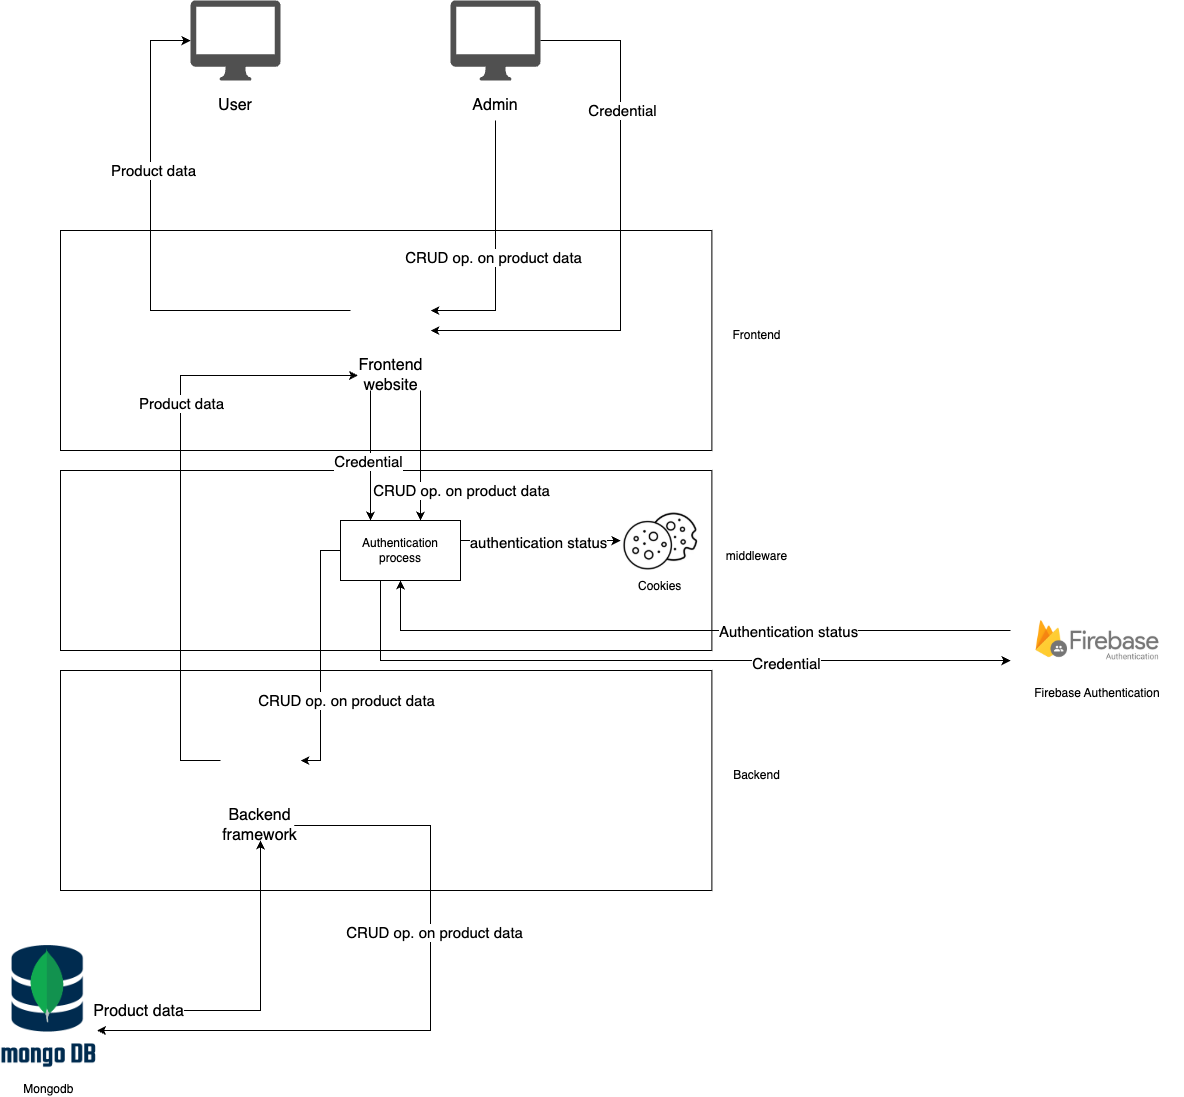 User
Admin
Credential
Product data
CRUD op. on product data
Frontend
Frontend
website
Product data
Credential
CRUD op. on product data
Authentication
process
authentication status
Cookies
middleware
Authentication status
Firebase
Authentication
Credential
Firebase Authentication
CRUD op. on product data
Backend
Backend
framework
CRUD op. on product data
Product data
mongo DB
Mongodb